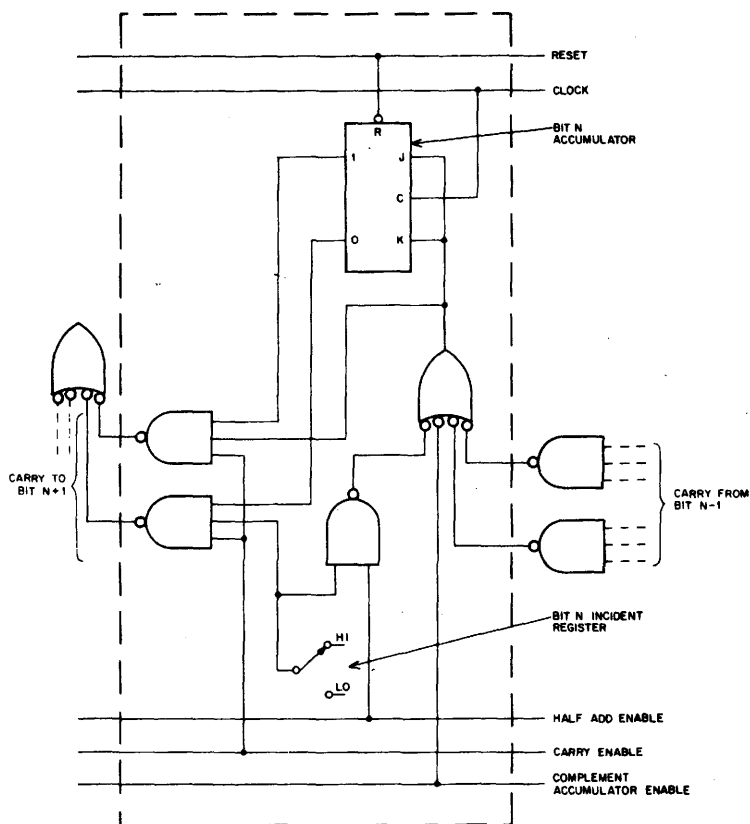 RESET
CLOCK
R
BIT N
ACCUMULATOR
1
J
C
0
K
CARRY TO
BIT N+1
CARRY FROM
BIT N-1
BIT N INCIDENT
REGISTER
HI
LO
HALF ADD ENABLE
CARRY ENABLE
COMPLEMENT
ACCUMULATOR ENABLE